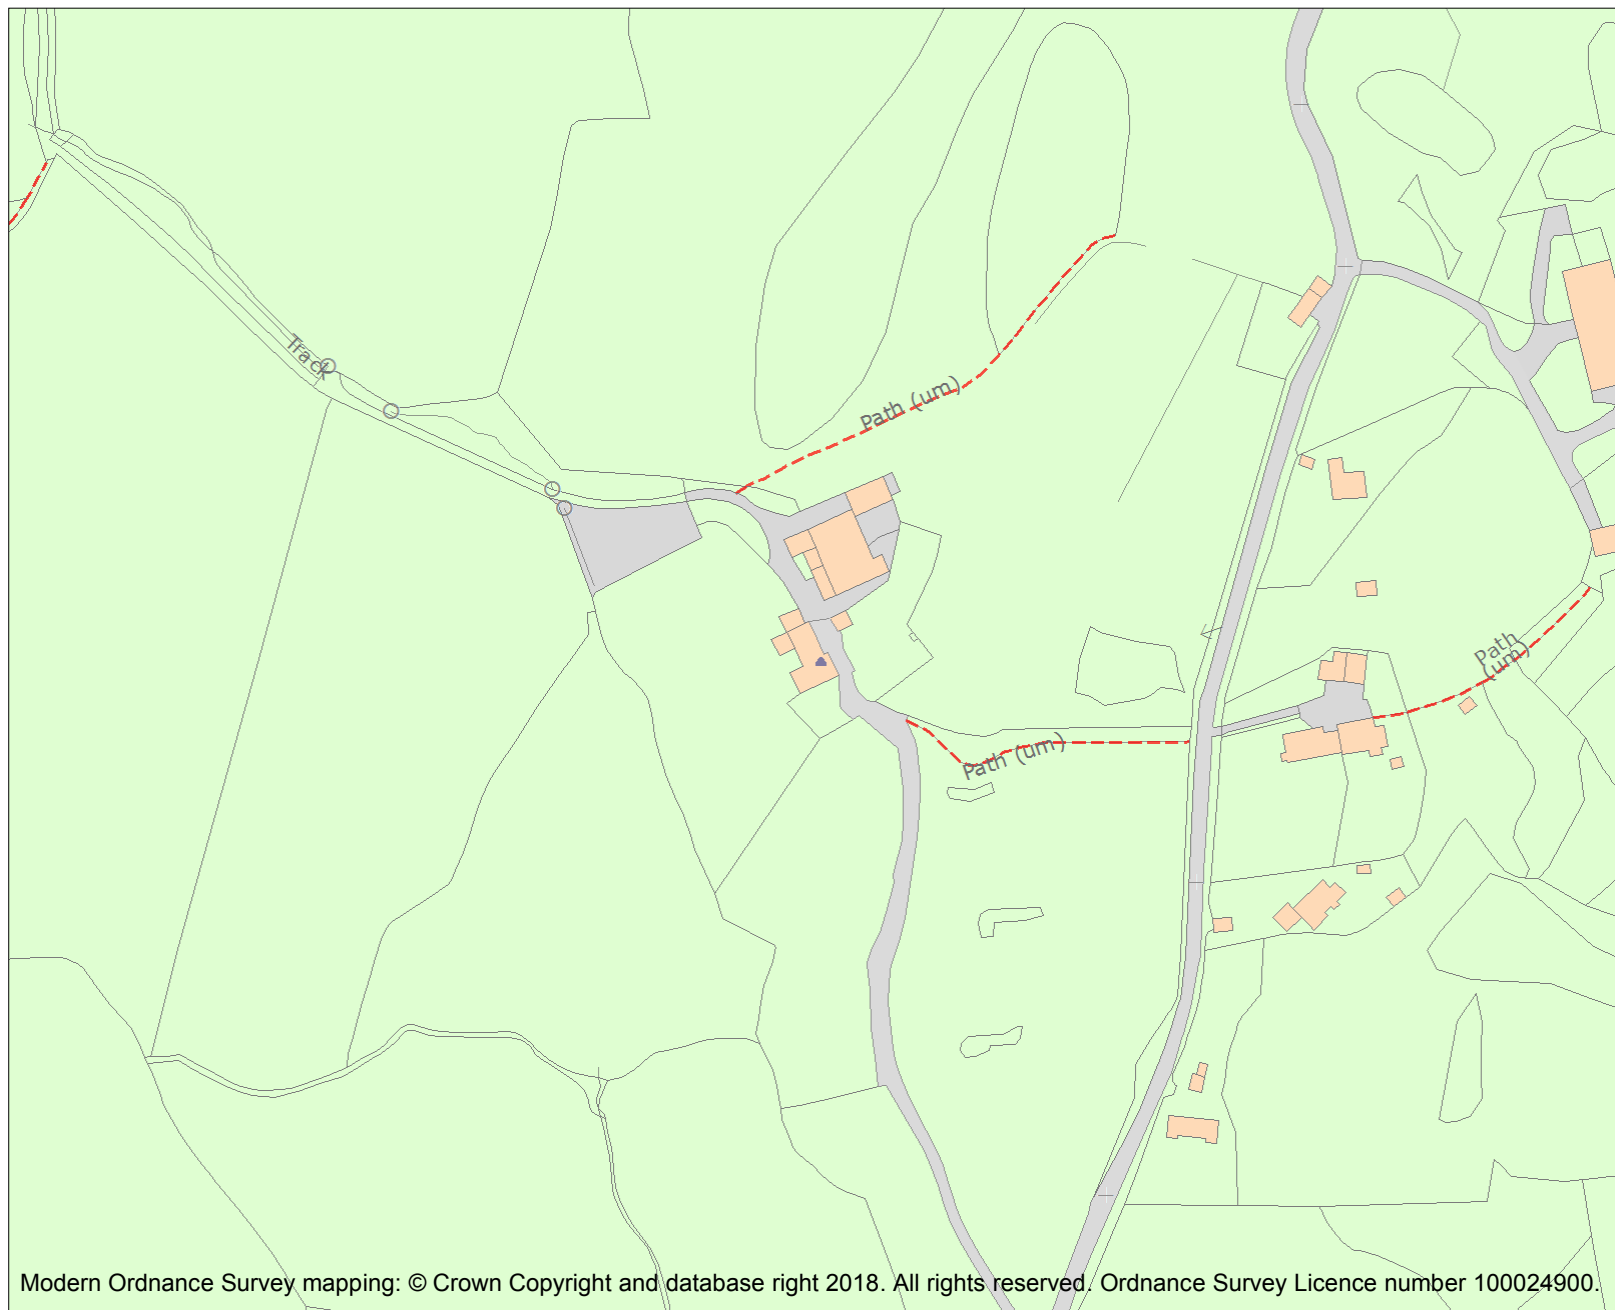 Track
Path (um)
Path
(um)
Path (um)
Modern Ordnance Survey mapping: © Crown Copyright and database right 2018. All rights reserved. Ordnance Survey Licence number 100024900.